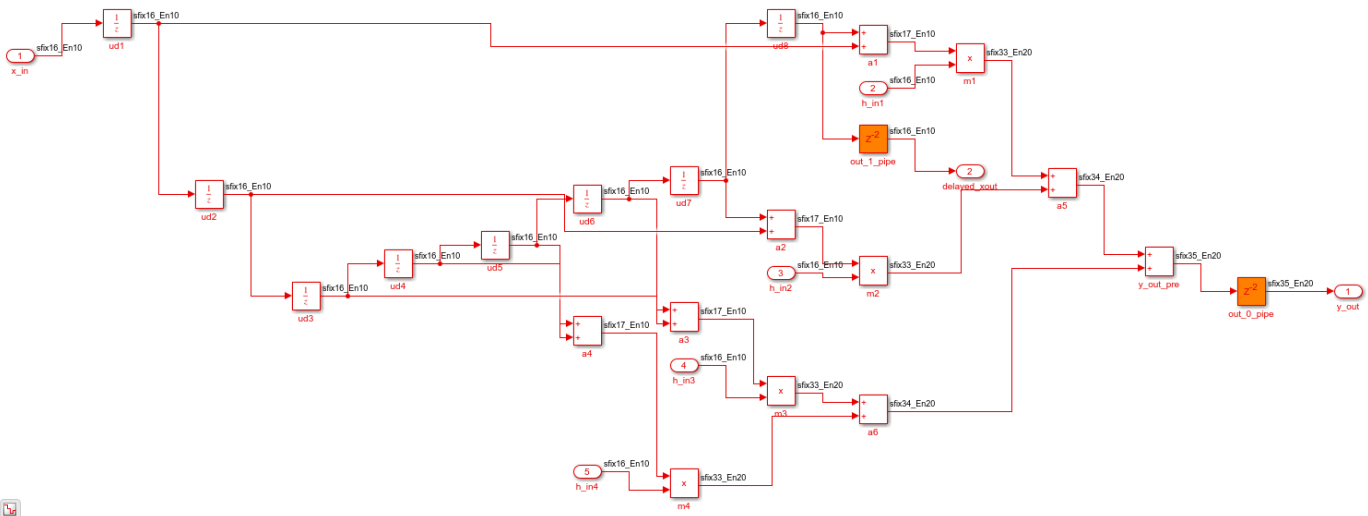 sfix16_En10
1
z
ud1
1
x_in
sfix16_En10
1
z
ud8
sfix16_En10
+
+
a1
sfix17_En10
x
m1
sfix33_En20
2
h_in1
sfix16_En10
Z-2
out_1_pipe
sfix16_En10
2
delayed_xout
1
z
ud2
sfix16_En10
1
z
ud6
sfix16_En10
1
z
ud7
sfix16_En10
+
+
a5
sfix34_En20
+
+
a2
sfix17_En10
1
z
ud5
sfix16_En10
1
z
ud4
sfix16_En10
3
h_in2
sfix16_En10
x
m2
sfix33_En20
+
+
y_out_pre
sfix35_En20
1
z
ud3
sfix16_En10
Z-2
out_0_pipe
sfix35_En20
1
y_out
+
+
a4
sfix17_En10
+
+
a3
sfix17_En10
4
h_in3
sfix16_En10
x
m3
sfix33_En20
+
+
a6
sfix34_En20
5
h_in4
sfix16_En10
x
m4
sfix33_En20